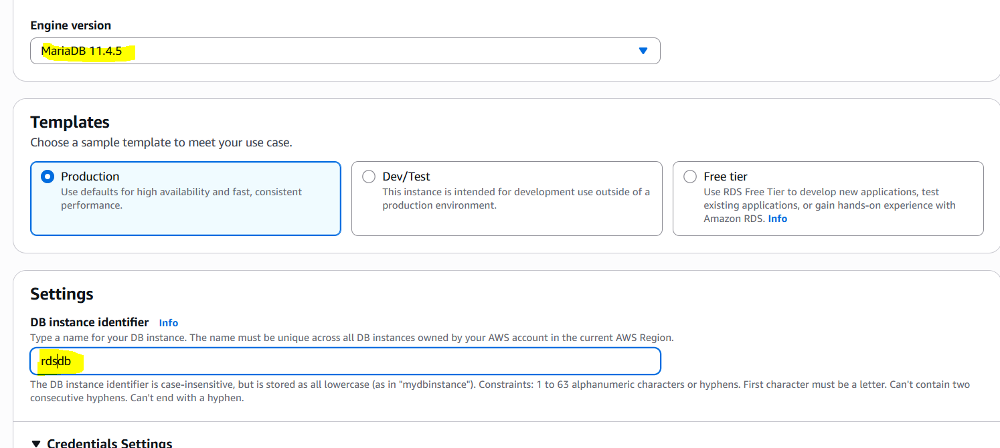 Engine version
MariaDB 11.4.5
Templates
Choose a sample template to meet your use case.
Production
Use defaults for high availability and fast, consistent
performance.
Dev/Test
This instance is intended for development use outside of a
production environment.
Free tier
Use RDS Free Tier to develop new applications, test
existing applications, or gain hands-on experience with
Amazon RDS. Info
Settings
DB instance identifier Info
Type a name for your DB instance. The name must be unique across all DB instances owned by your AWS account in the current AWS Region.
rdsdb
The DB instance identifier is case-insensitive, but is stored as all lowercase (as in "mydbinstance"). Constraints: 1 to 63 alphanumeric characters or hyphens. First character must be a letter. Can't contain two
consecutive hyphens. Can't end with a hyphen.
Credentials Settings